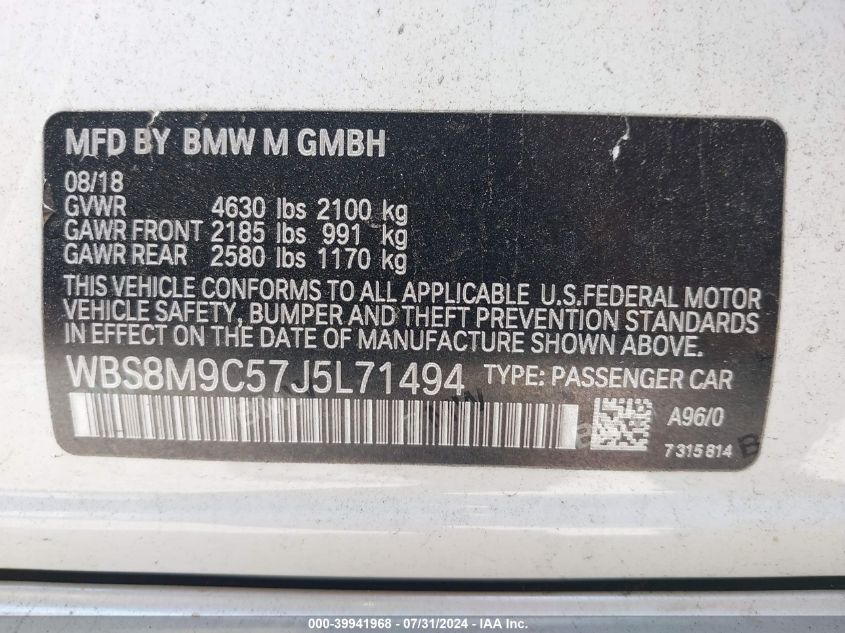 MFD BY BMW M GMBH
08/18
GVWR 4630 lbs 2100 kg
GAWR FRONT 2185 lbs 991 kg
GAWR REAR 2580 lbs 1170 kg
THIS VEHICLE CONFORMS TO ALL APPLICABLE U.S.FEDERAL MOTOR
VEHICLE SAFETY, BUMPER AND THEFT PREVENTION STANDARDS
IN EFFECT ON THE DATE OF MANUFACTURE SHOWN ABOVE.
WBS8M9C57J5L71494 TYPE: PASSENGER CAR
A96/0
7 315 814
000-39941968 - 07/31/2024 - IAA Inc.